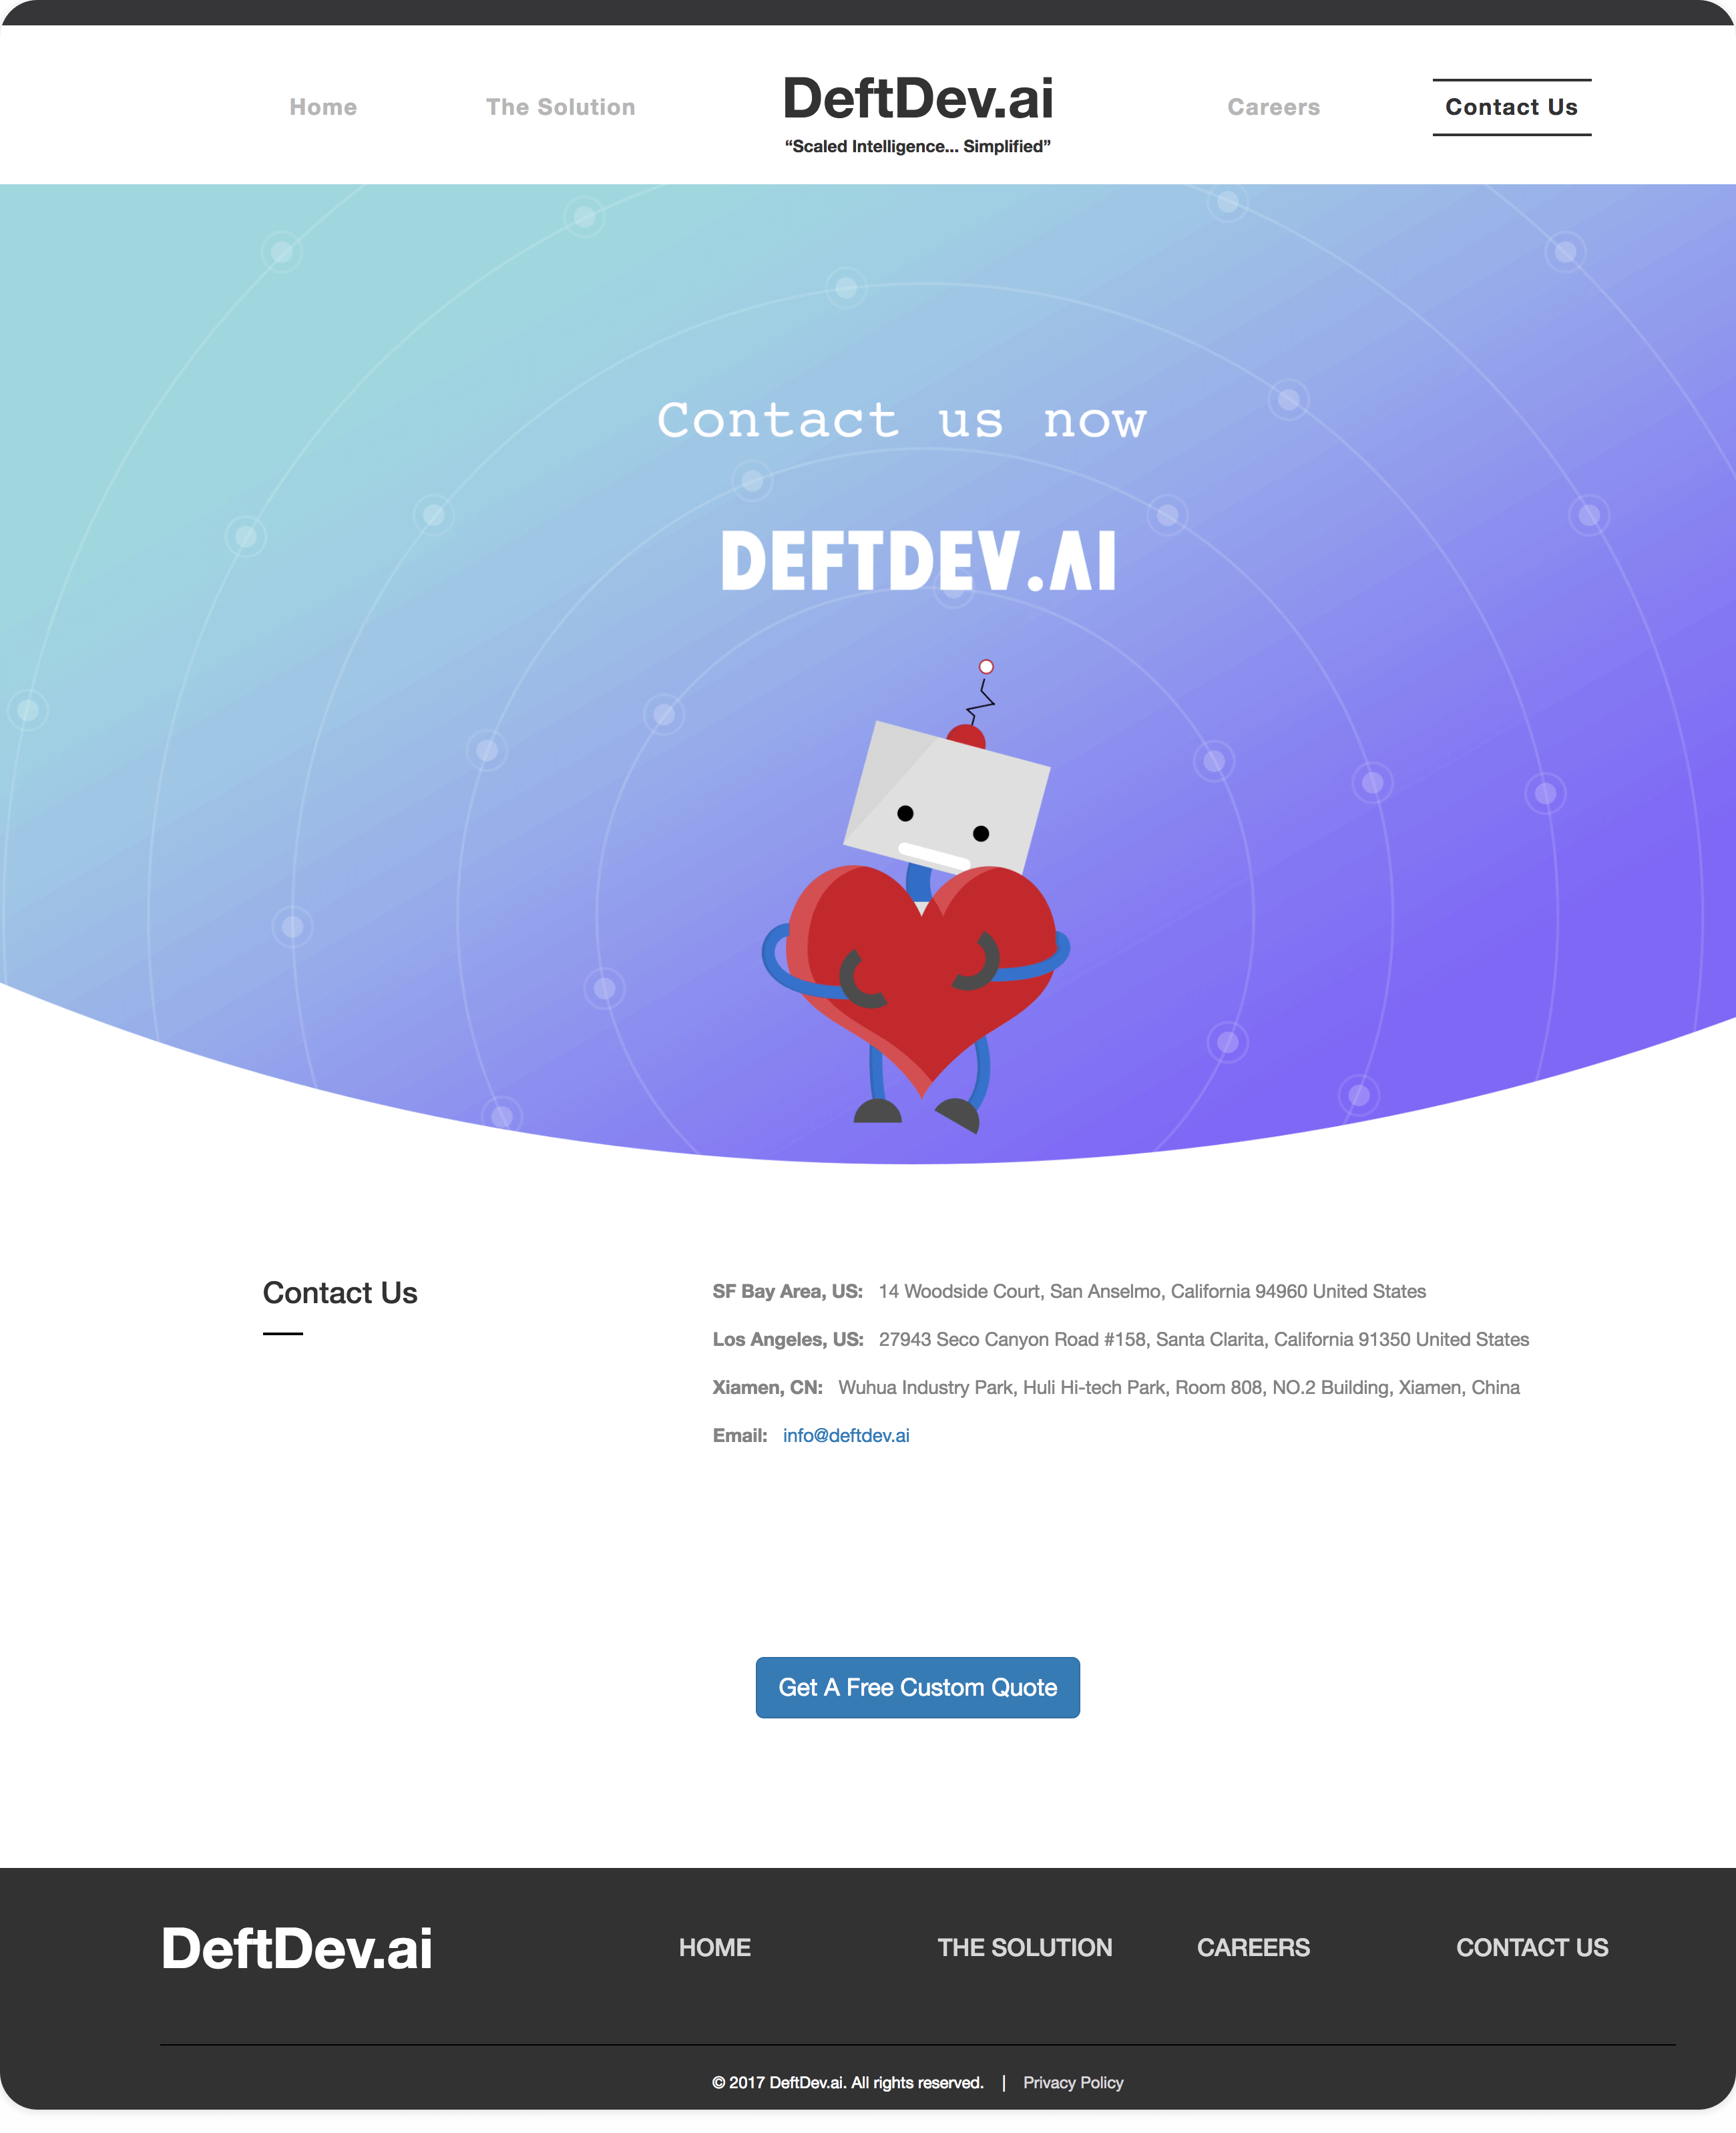 Home
The Solution
DeftDev.ai
“Scaled Intelligence... Simplified”
Careers
Contact Us
Contact us now
DEFTDEV.AI
Contact Us
SF Bay Area, US: 14 Woodside Court, San Anselmo, California 94960 United States
Los Angeles, US: 27943 Seco Canyon Road #158, Santa Clarita, California 91350 United States
Xiamen, CN: Wuhua Industry Park, Huli Hi-tech Park, Room 808, NO.2 Building, Xiamen, China
Email: info@deftdev.ai
Get A Free Custom Quote
DeftDev.ai
HOME
THE SOLUTION
CAREERS
CONTACT US
© 2017 DeftDev.ai. All rights reserved. | Privacy Policy